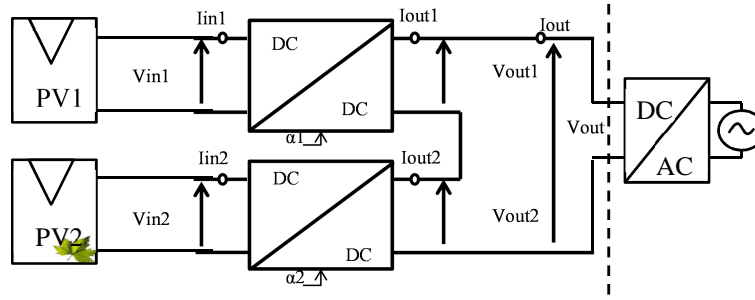 Iin1
Iout1
Iout
DC
Vin1
Vout1
PV1
DC
Vout
DC
α1
Iin2
Iout2
AC
DC
Vin2
Vout2
PV2
DC
α2